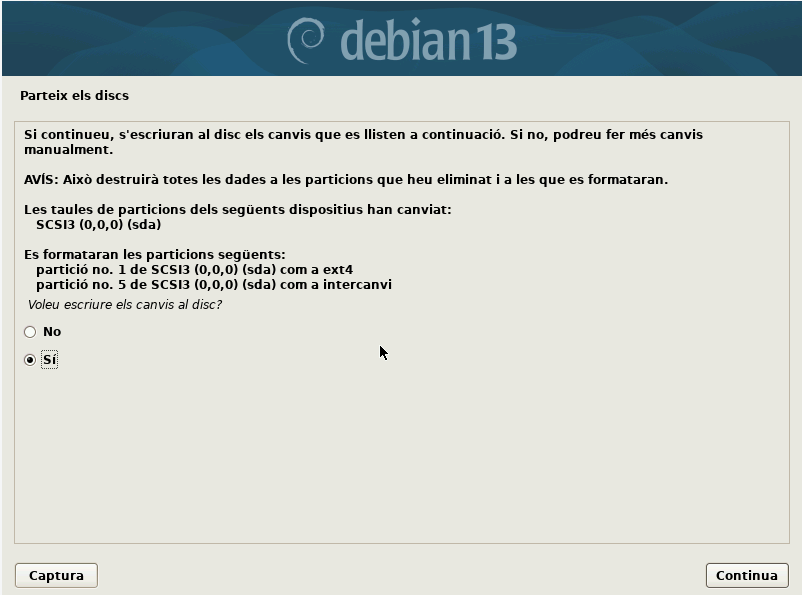 debian 13
Parteix els discs
Si continueu, s'escriuran al disc els canvis que es llisten a continuació. Si no, podreu fer més canvis
manualment.
AVÍS: Això destruirà totes les dades a les particions que heu eliminat i a les que es formataran.
Les taules de particions dels següents dispositius han canviat:
SCSI3 (0,0,0) (sda)
Es formataran les particions següents:
partició no. 1 de SCSI3 (0,0,0) (sda) com a ext4
partició no. 5 de SCSI3 (0,0,0) (sda) com a intercanvi
Voleu escriure els canvis al disc?
No
Sí
Captura
Continua